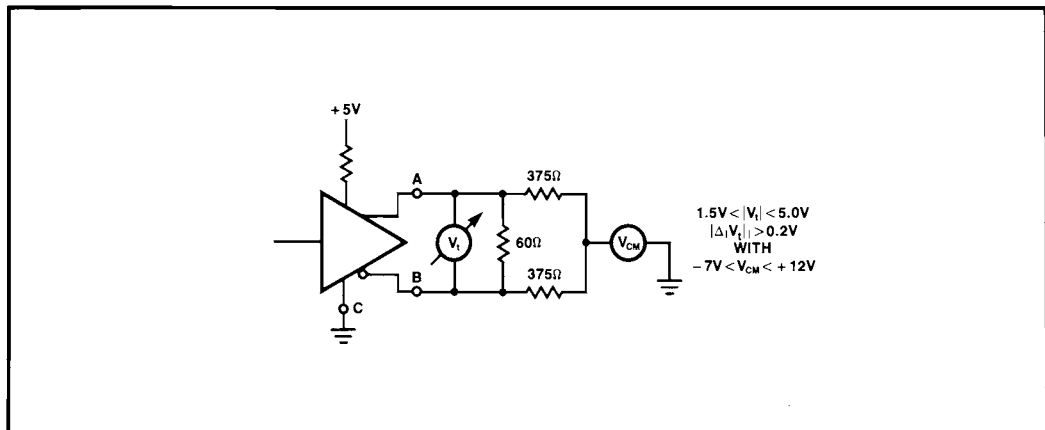 +5V
A
375Ω
1.5V<|Vt|<5.0V
|Δ|Vt||>0.2V
WITH
-7V<VCM<+12V
Vt
60Ω
VCM
B
375Ω
C